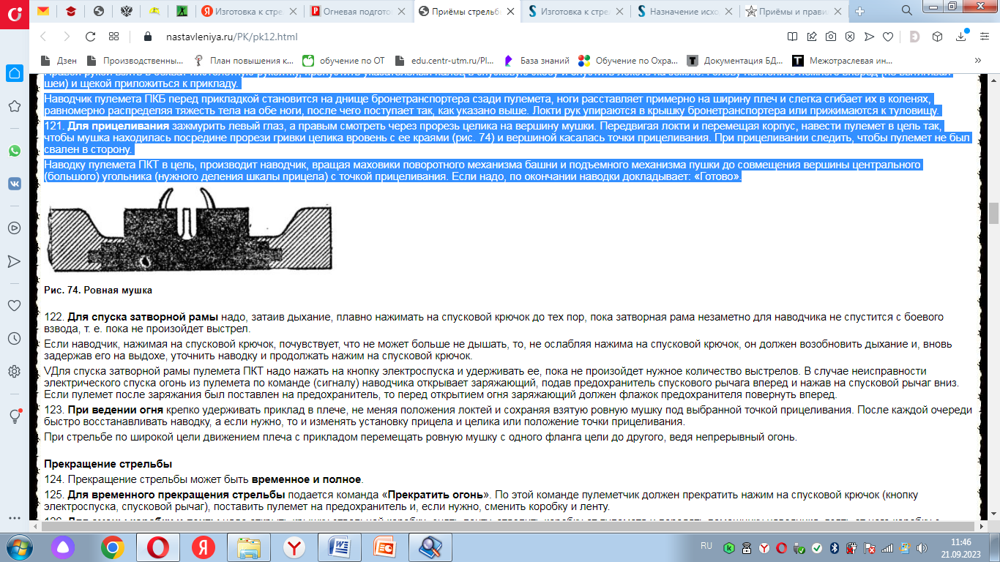 Изготовка к стре
Огневая подгото
Приёмы стрельб
Изготовка к стре
Назначение исхо
Приёмы и прави
nastavleniya.ru/PK/pk12.html
Дзен
Производственны...
План повышения к...
обучение по ОТ
edu.centr-utm.ru/Pl...
База знаний
Обучение по Охра...
Документация БД...
Межотраслевая ин...
шеи) и щекой приложиться к прикладу.
Наводчик пулемета ПКБ перед прикладкой становится на днище бронетранспортера сзади пулемета, ноги расставляет примерно на ширину плеч и слегка сгибает их в коленях,
равномерно распределяя тяжесть тела на обе ноги, после чего поступает так, как указано выше. Локти рук упираются в крышку бронетранспортера или прижимаются к туловищу.
121. Для прицеливания зажмурить левый глаз, а правым смотреть через прорезь целика на вершину мушки. Передвигая локти и перемещая корпус, навести пулемет в цель так,
чтобы мушка находилась посредине прорези гривки целика вровень с ее краями (рис. 74) и вершиной касалась точки прицеливания. При прицеливании следить, чтобы пулемет не был
свален в сторону.
Наводку пулемета ПКТ в цель, производит наводчик, вращая маховики поворотного механизма башни и подъемного механизма пушки до совмещения вершины центрального
(большого) угольника (нужного деления шкалы прицела) с точкой прицеливания. Если надо, по окончании наводки докладывает: «Готово».
Рис. 74. Ровная мушка
122. Для спуска затворной рамы надо, затаив дыхание, плавно нажимать на спусковой крючок до тех пор, пока затворная рама незаметно для наводчика не спустится с боевого
взвода, т. е. пока не произойдет выстрел.
Если наводчик, нажимая на спусковой крючок, почувствует, что не может больше не дышать, то, не ослабляя нажима на спусковой крючок, он должен возобновить дыхание и, вновь
задержав его на выдохе, уточнить наводку и продолжать нажим на спусковой крючок.
VДля спуска затворной рамы пулемета ПКТ надо нажать на кнопку электроспуска и удерживать ее, пока не произойдет нужное количество выстрелов. В случае неисправности
электрического спуска огонь из пулемета по команде (сигналу) наводчика открывает заряжающий, подав предохранитель спускового рычага вперед и нажав на спусковой рычаг вниз.
Если пулемет после заряжания был поставлен на предохранитель, то перед открытием огня заряжающий должен флажок предохранителя повернуть вперед.
123. При ведении огня крепко удерживать приклад в плече, не меняя положения локтей и сохраняя взятую ровную мушку под выбранной точкой прицеливания. После каждой очереди
быстро восстанавливать наводку, а если нужно, то и изменять установку прицела и целика или положение точки прицеливания.
При стрельбе по широкой цели движением плеча с прикладом перемещать ровную мушку с одного фланга цели до другого, ведя непрерывный огонь.
Прекращение стрельбы
124. Прекращение стрельбы может быть временное и полное.
125. Для временного прекращения стрельбы подается команда «Прекратить огонь». По этой команде пулеметчик должен прекратить нажим на спусковой крючок (кнопку
электроспуска, спусковой рычаг), поставить пулемет на предохранитель и, если нужно, сменить коробку и ленту.
RU
11:46
21.09.2023